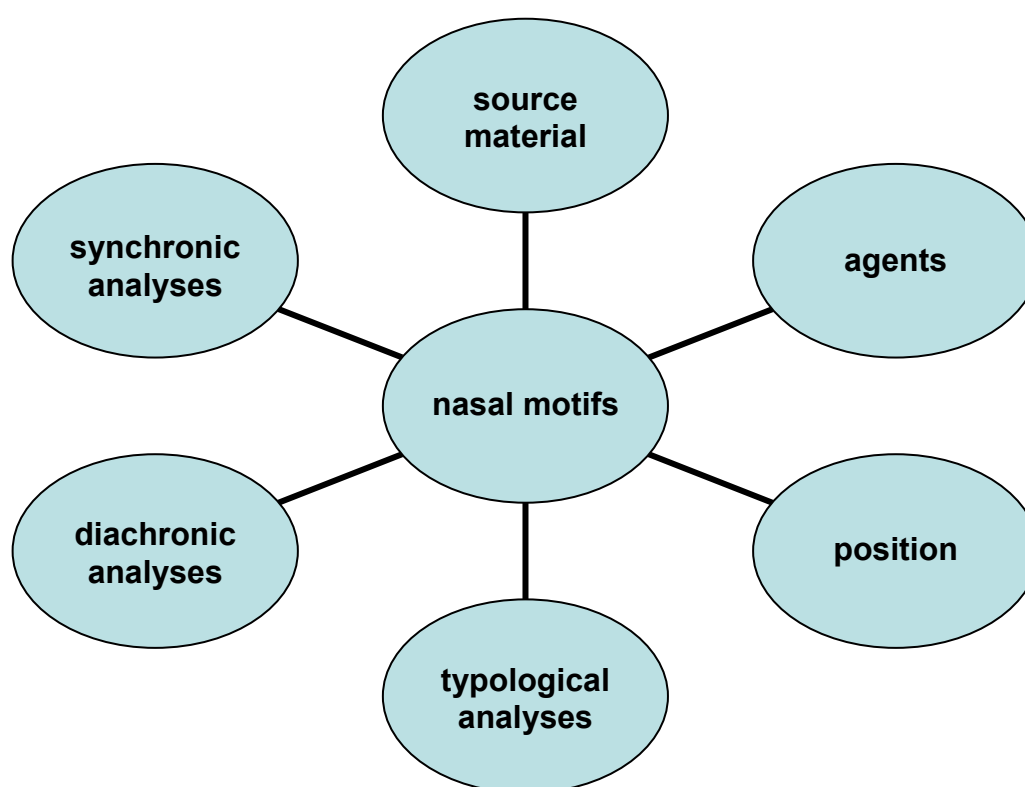 source
material
synchronic
analyses
agents
nasal motifs
diachronic
analyses
position
typological
analyses